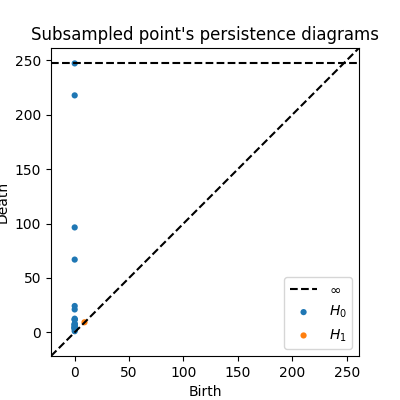 Subsampled point's persistence diagrams
250
200
150
100
50
0
Death
0 50 100 150 200 250
Birth
∞
H₀
H₁